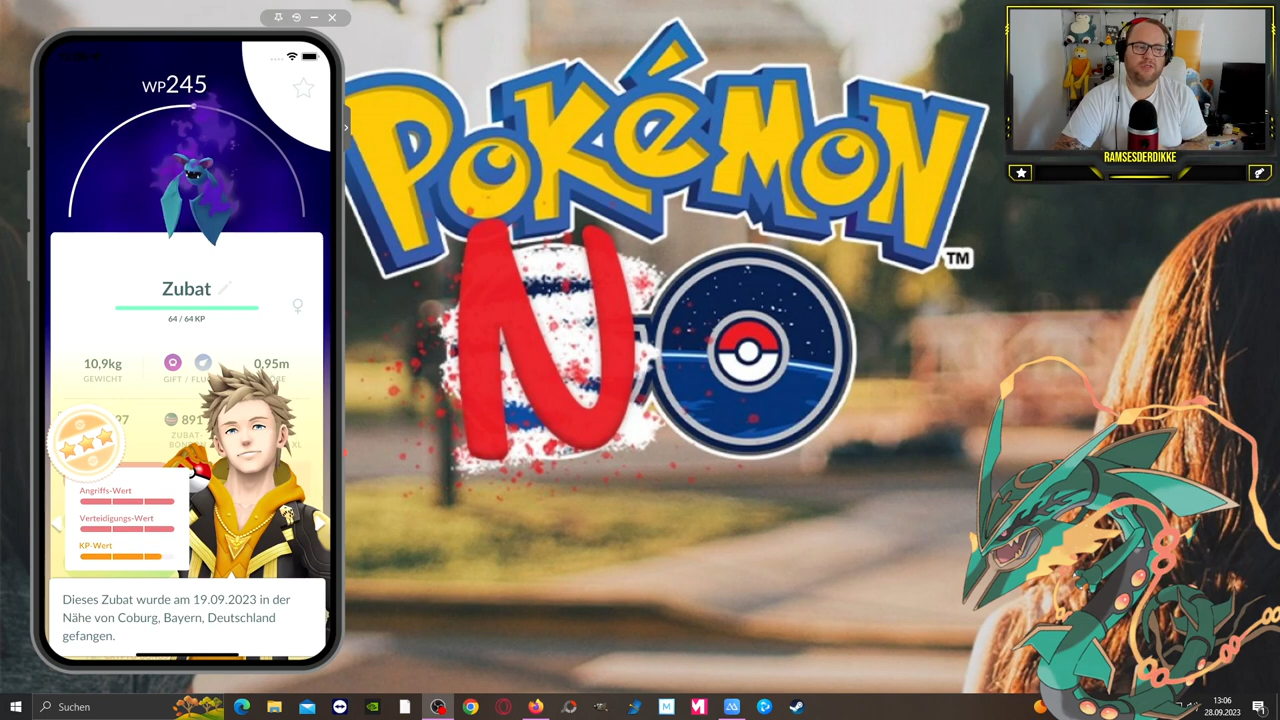 WP245
Zubat
64 / 64 KP
10,9kg
GEWICHT
GIFT / FLU
0,95m
891
ZUBAT-
XL
Angriffs-Wert
Verteidigungs-Wert
KP-Wert
Dieses Zubat wurde am 19.09.2023 in der
Nähe von Coburg, Bayern, Deutschland
gefangen.
POKéMON
TM
NO
RAMSESDERDIKKE
Suchen
13:06
28.09.2023